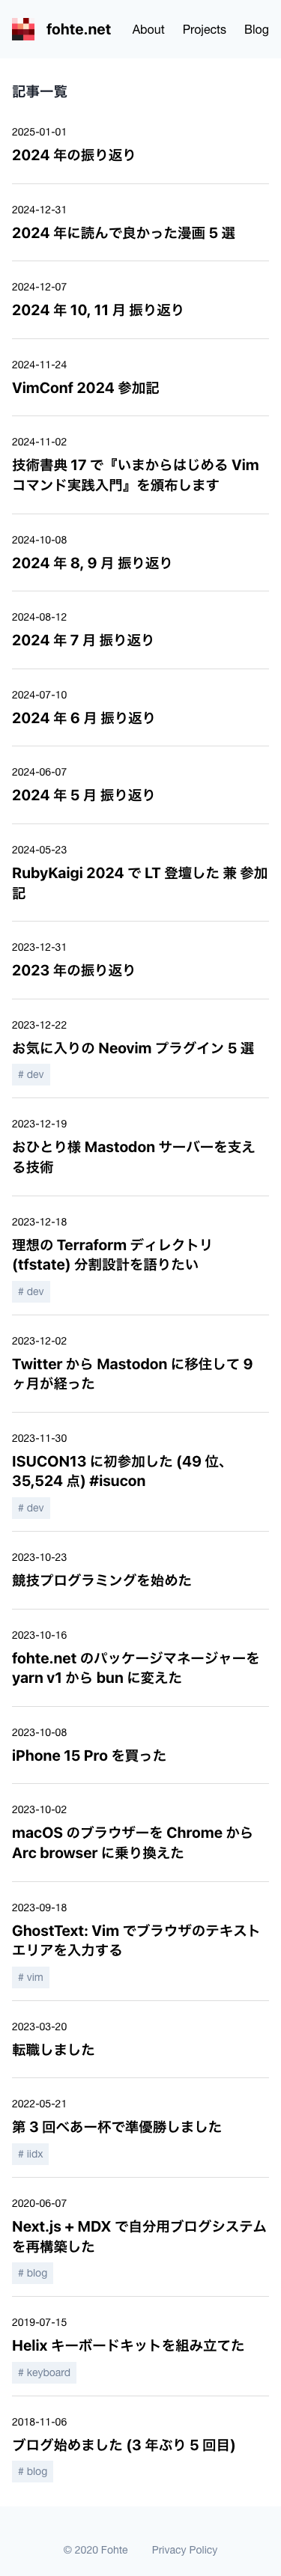 fohte.net About Projects Blog
記事一覧
2025-01-01
2024 年の振り返り
2024-12-31
2024 年に読んで良かった漫画 5 選
2024-12-07
2024 年 10, 11 月 振り返り
2024-11-24
VimConf 2024 参加記
2024-11-02
技術書典 17 で『いまからはじめる Vim
コマンド実践入門』を頒布します
2024-10-08
2024 年 8, 9 月 振り返り
2024-08-12
2024 年 7 月 振り返り
2024-07-10
2024 年 6 月 振り返り
2024-06-07
2024 年 5 月 振り返り
2024-05-23
RubyKaigi 2024 で LT 登壇した 兼 参加
記
2023-12-31
2023 年の振り返り
2023-12-22
お気に入りの Neovim プラグイン 5 選
# dev
2023-12-19
おひとり様 Mastodon サーバーを支え
る技術
2023-12-18
理想の Terraform ディレクトリ
(tfstate) 分割設計を語りたい
# dev
2023-12-02
Twitter から Mastodon に移住して 9
ヶ月が経った
2023-11-30
ISUCON13 に初参加した (49 位、
35,524 点) #isucon
# dev
2023-10-23
競技プログラミングを始めた
2023-10-16
fohte.net のパッケージマネージャーを
yarn v1 から bun に変えた
2023-10-08
iPhone 15 Pro を買った
2023-10-02
macOS のブラウザーを Chrome から
Arc browser に乗り換えた
2023-09-18
GhostText: Vim でブラウザのテキスト
エリアを入力する
# vim
2023-03-20
転職しました
2022-05-21
第 3 回べあー杯で準優勝しました
# iidx
2020-06-07
Next.js + MDX で自分用ブログシステム
を再構築した
# blog
2019-07-15
Helix キーボードキットを組み立てた
# keyboard
2018-11-06
ブログ始めました (3 年ぶり 5 回目)
# blog
© 2020 Fohte Privacy Policy